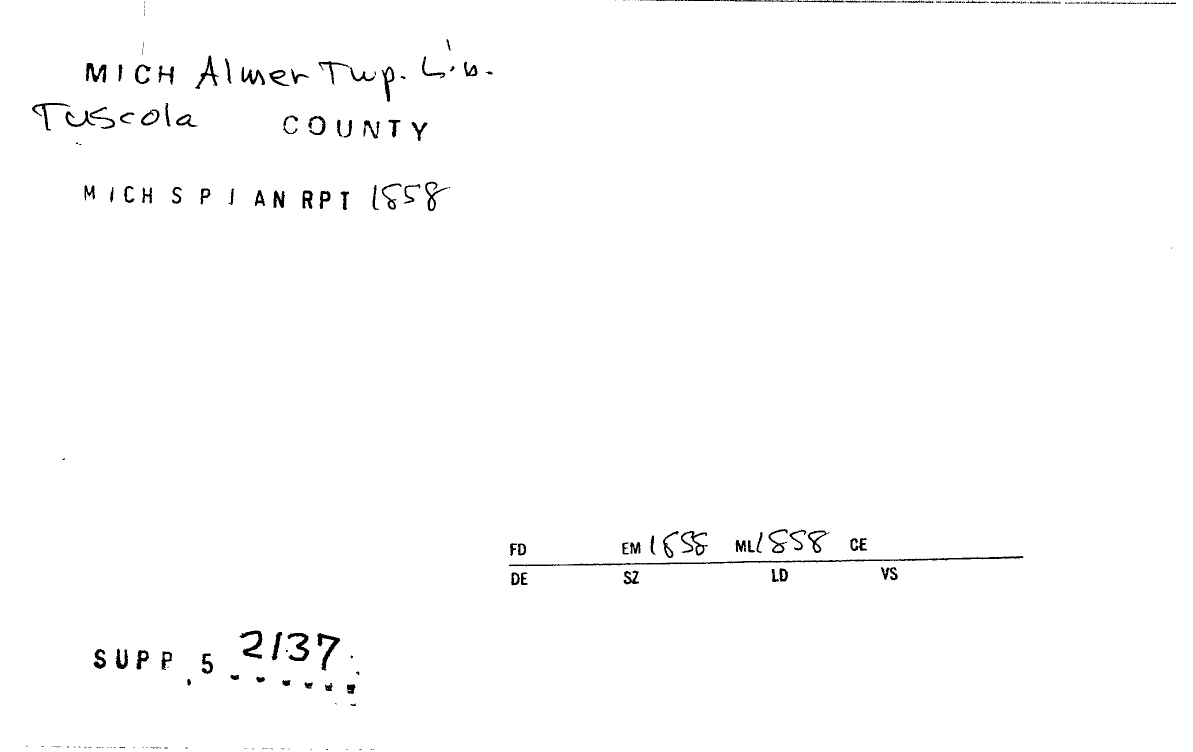 MICH Almer Twp. Lib.
Tuscola COUNTY
MICH S P I AN RPT 1858
FD EM 1858 ML 1858 CE
DE SZ LD VS
SUPP. 5 2137